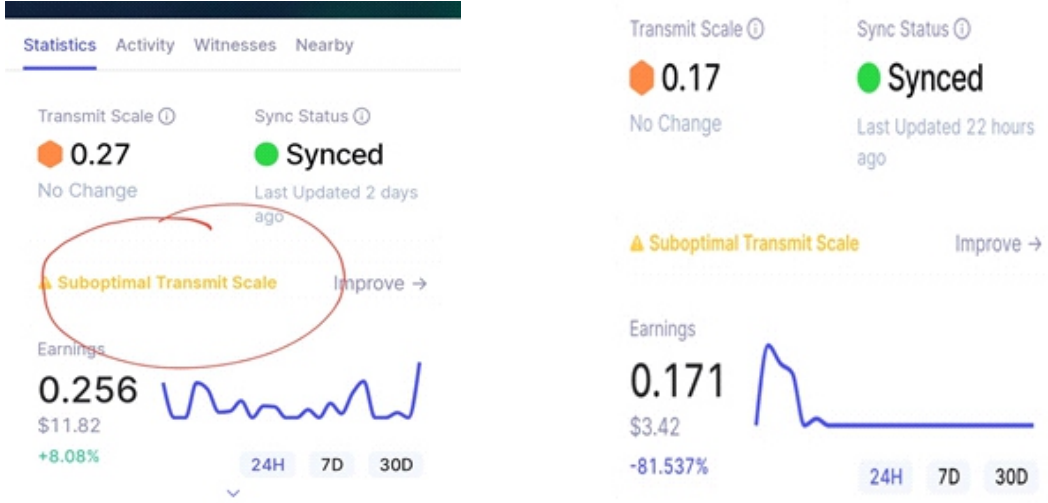 Statistics Activity Witnesses Nearby
Transmit Scale
Sync Status
0.27
Synced
No Change
Last Updated 2 days
ago
Suboptimal Transmit Scale
Improve →
Earnings
0.256
$11.82
+8.08%
24H 7D 30D
Transmit Scale
Sync Status
0.17
Synced
No Change
Last Updated 22 hours
ago
Suboptimal Transmit Scale
Improve →
Earnings
0.171
$3.42
-81.537%
24H 7D 30D